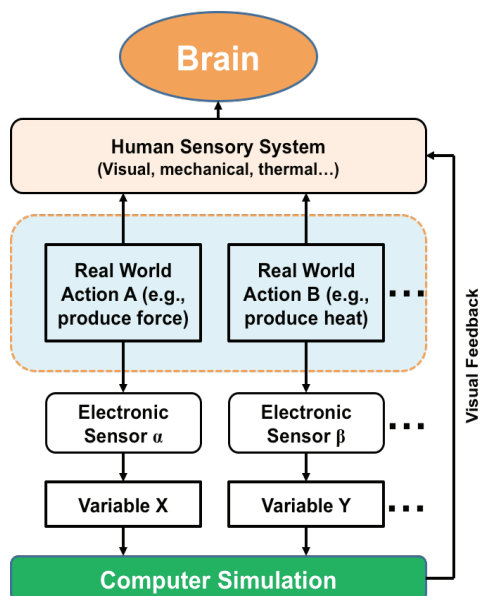 Brain
Human Sensory System
(Visual, mechanical, thermal…)
Real World
Action A (e.g.,
produce force)
Real World
Action B (e.g.,
produce heat)
...
Visual Feedback
Electronic
Sensor α
Electronic
Sensor β
...
Variable X
Variable Y
...
Computer Simulation